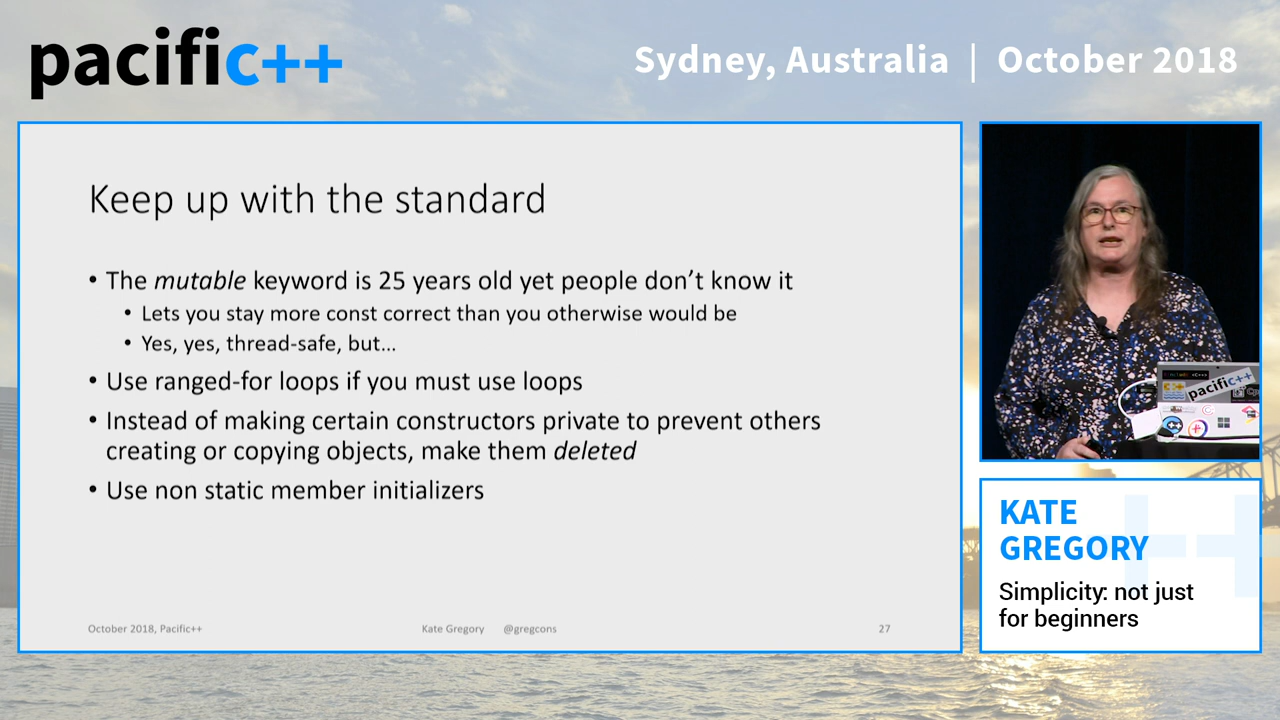 pacific++
Sydney, Australia | October 2018
Keep up with the standard
• The mutable keyword is 25 years old yet people don’t know it
• Lets you stay more const correct than you otherwise would be
• Yes, yes, thread-safe, but...
• Use ranged-for loops if you must use loops
• Instead of making certain constructors private to prevent others
creating or copying objects, make them deleted
• Use non static member initializers
October 2018, Pacific++ Kate Gregory @gregcons 27
pacific++
KATE
GREGORY
Simplicity: not just
for beginners